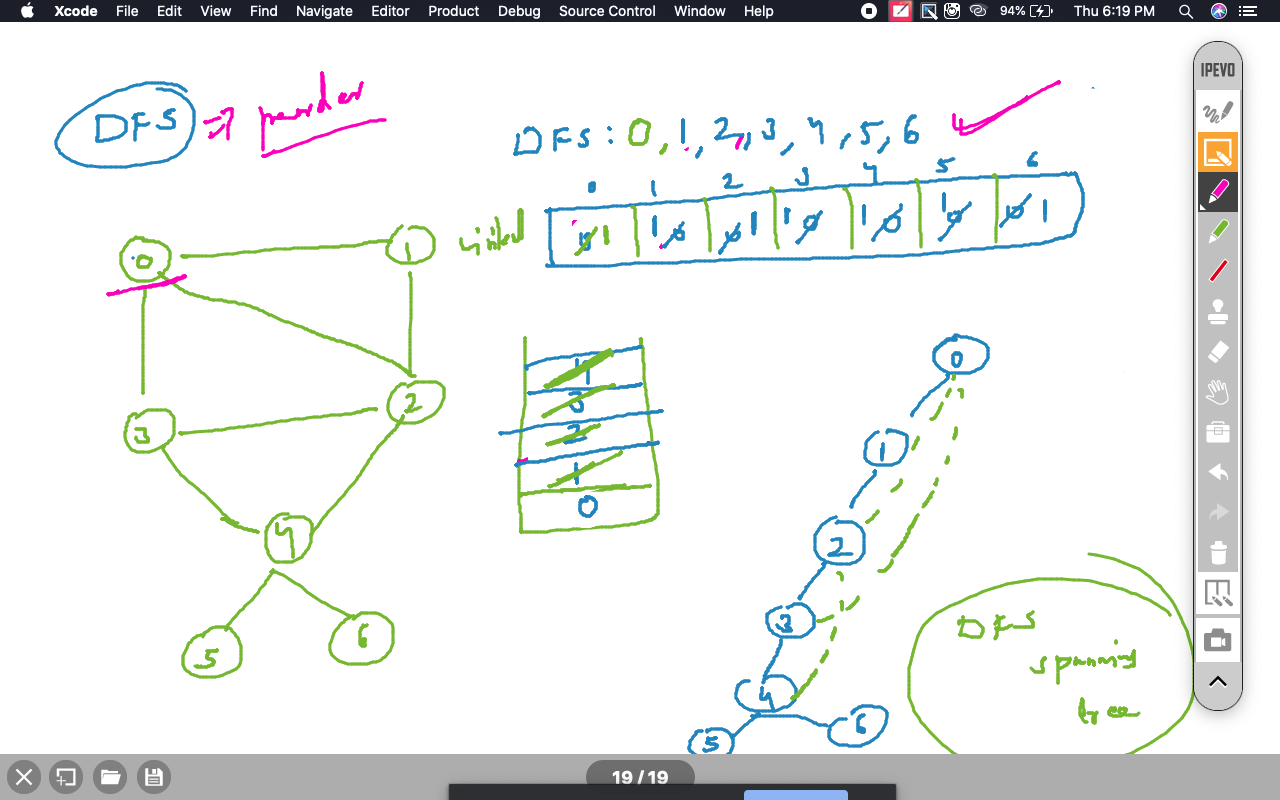 Xcode File Edit View Find Navigate Editor Product Debug Source Control Window Help 94% Thu 6:19 PM
IPEVO
DFS ⇒
DFS : 0, 1, 2, 3, 4, 5, 6
0 1 2 3 4 5 6
visited 0 1 1 0 0 1 1 0 1 0 1 0 0 1
0 1
3 2
4
5 6
4
3
2
1
0
0
1
2
3
4
5 6
DFS
spanning
tree
19 / 19